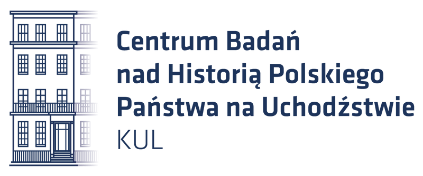 Centrum Badań
nad Historią Polskiego
Państwa na Uchodźstwie
KUL